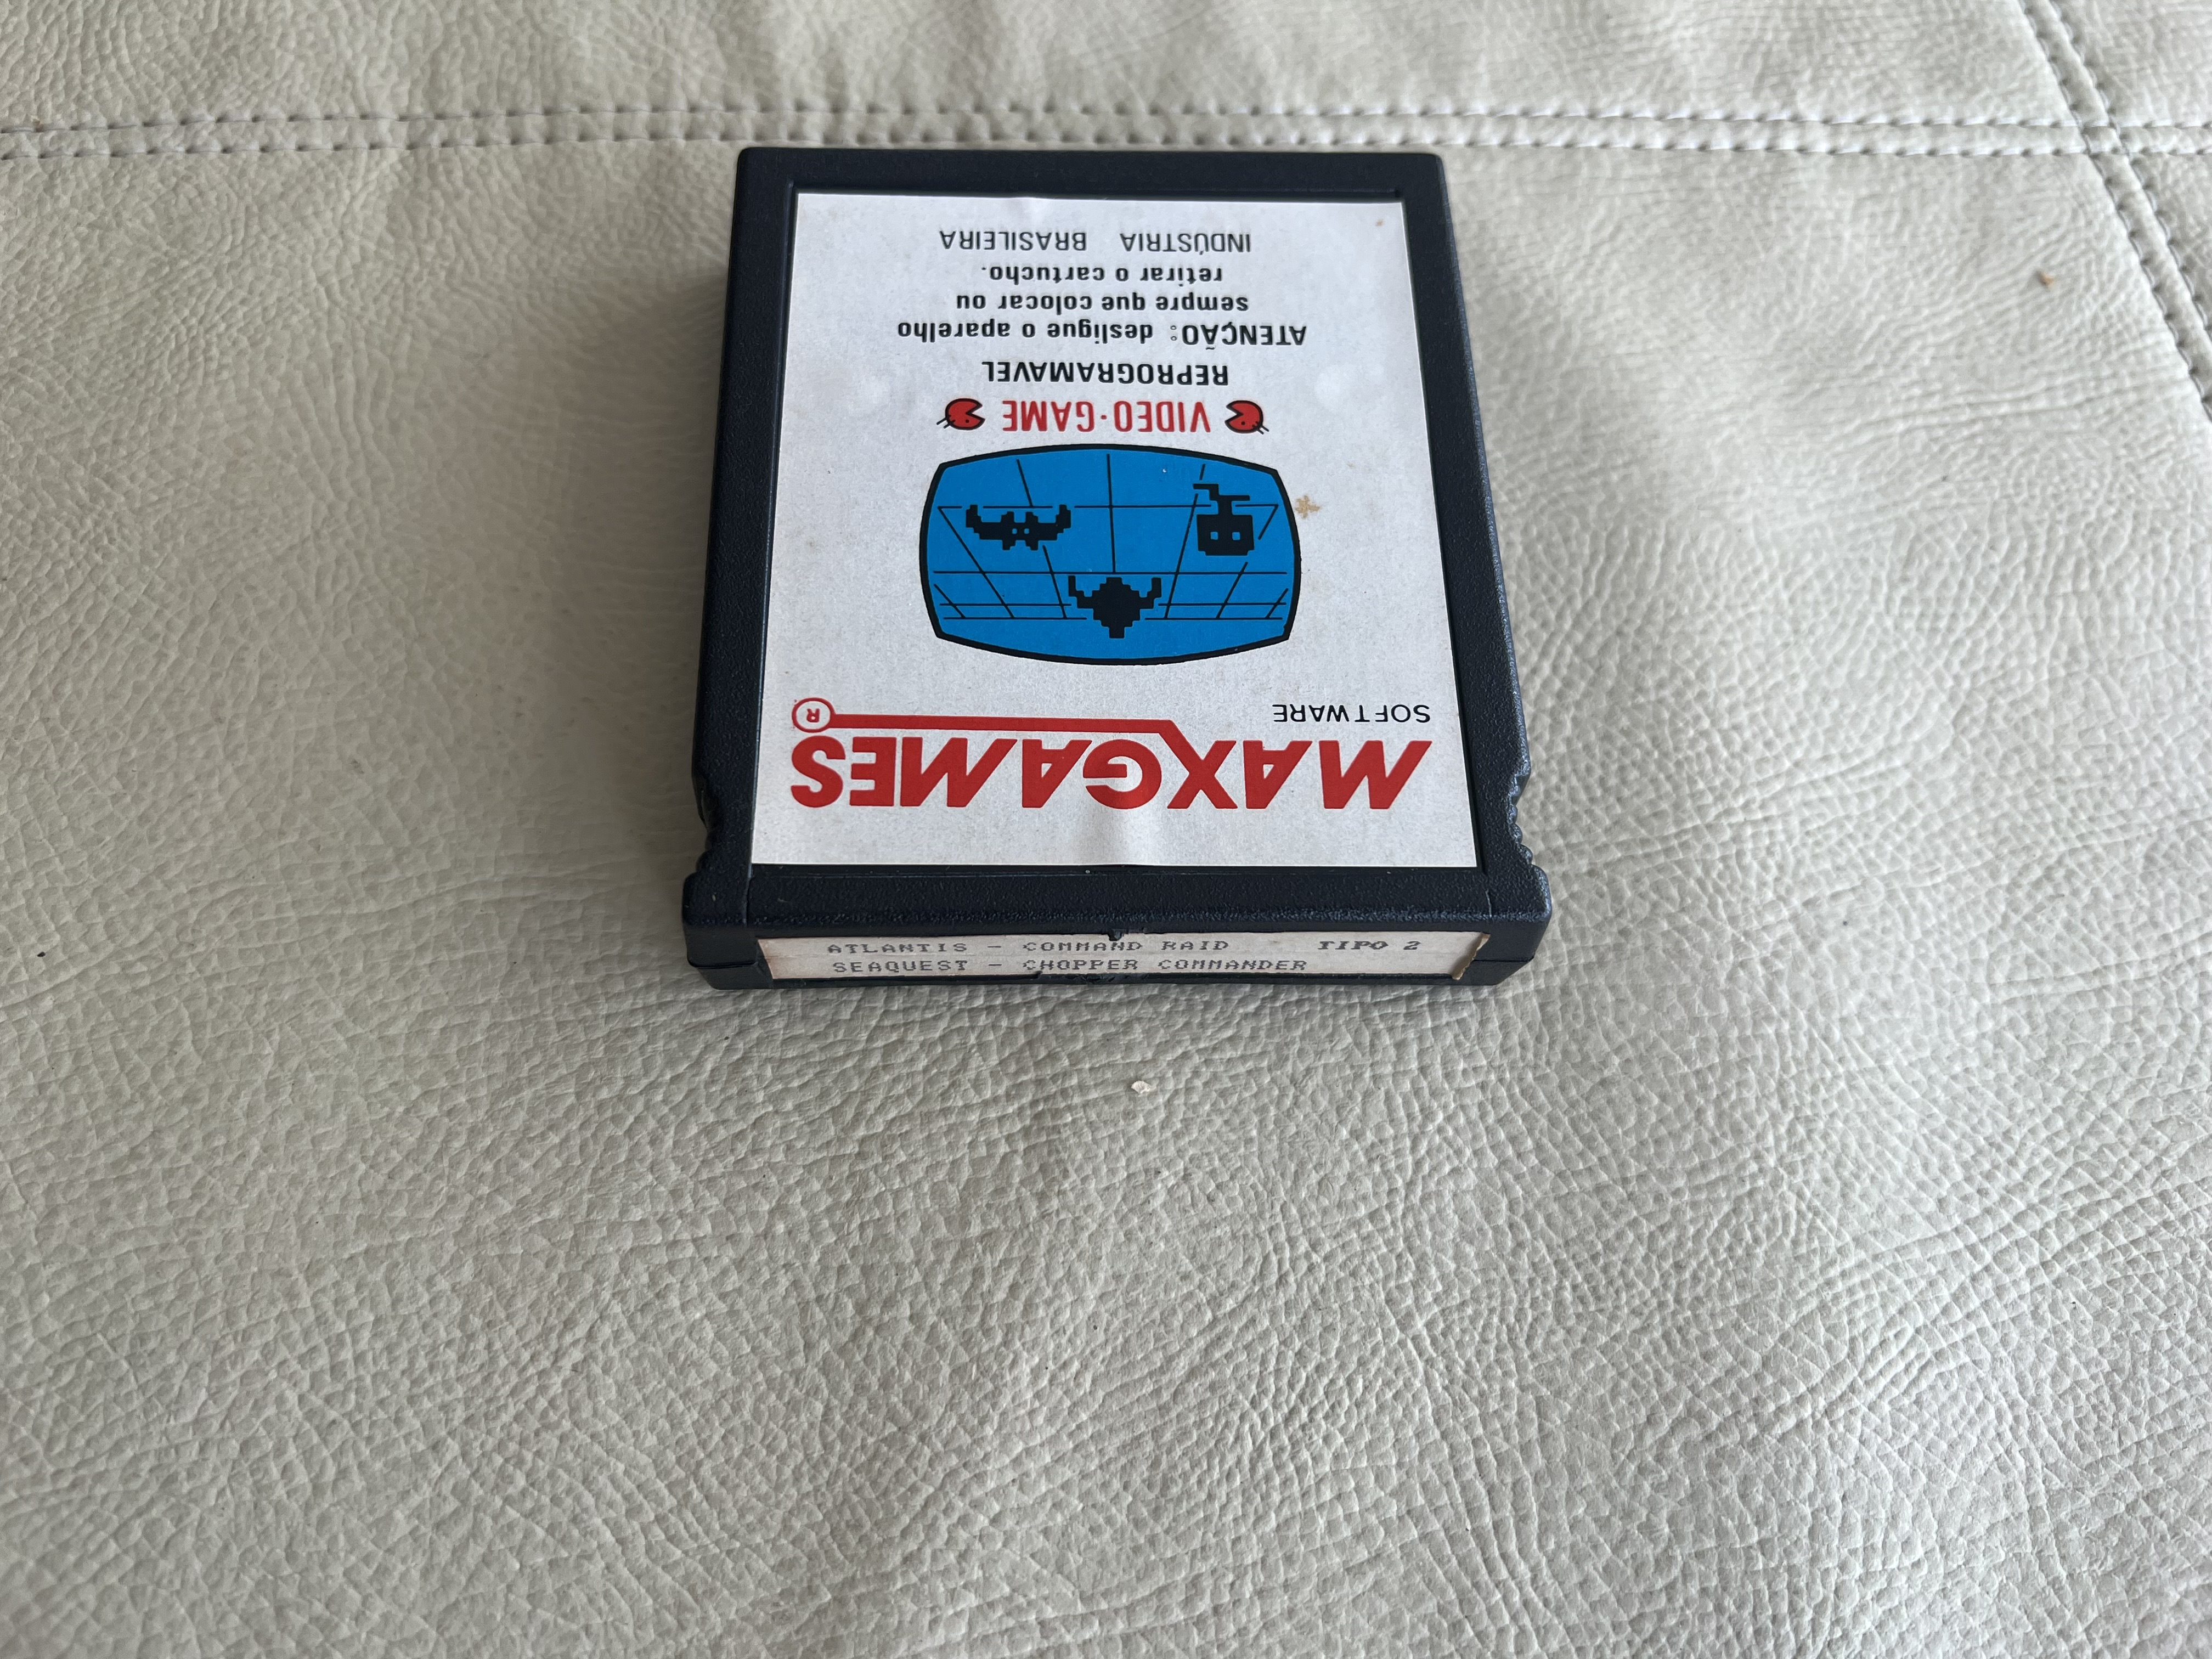 MAXGAMES®
SOFTWARE
VIDEO·GAME
REPROGRAMAVEL
ATENÇÃO: desligue o aparelho
sempre que colocar ou
retirar o cartucho.
INDÚSTRIA BRASILEIRA
ATLANTIS - COMMAND RAID TIPO 2
SEAQUEST - CHOPPER COMMANDER